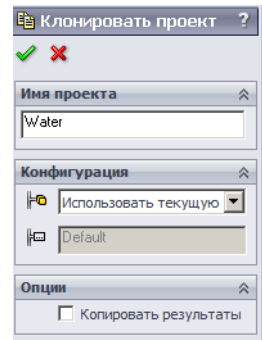 Клонировать проект ?
Имя проекта
Water
Конфигурация
Использовать текущую
Default
Опции
Копировать результаты